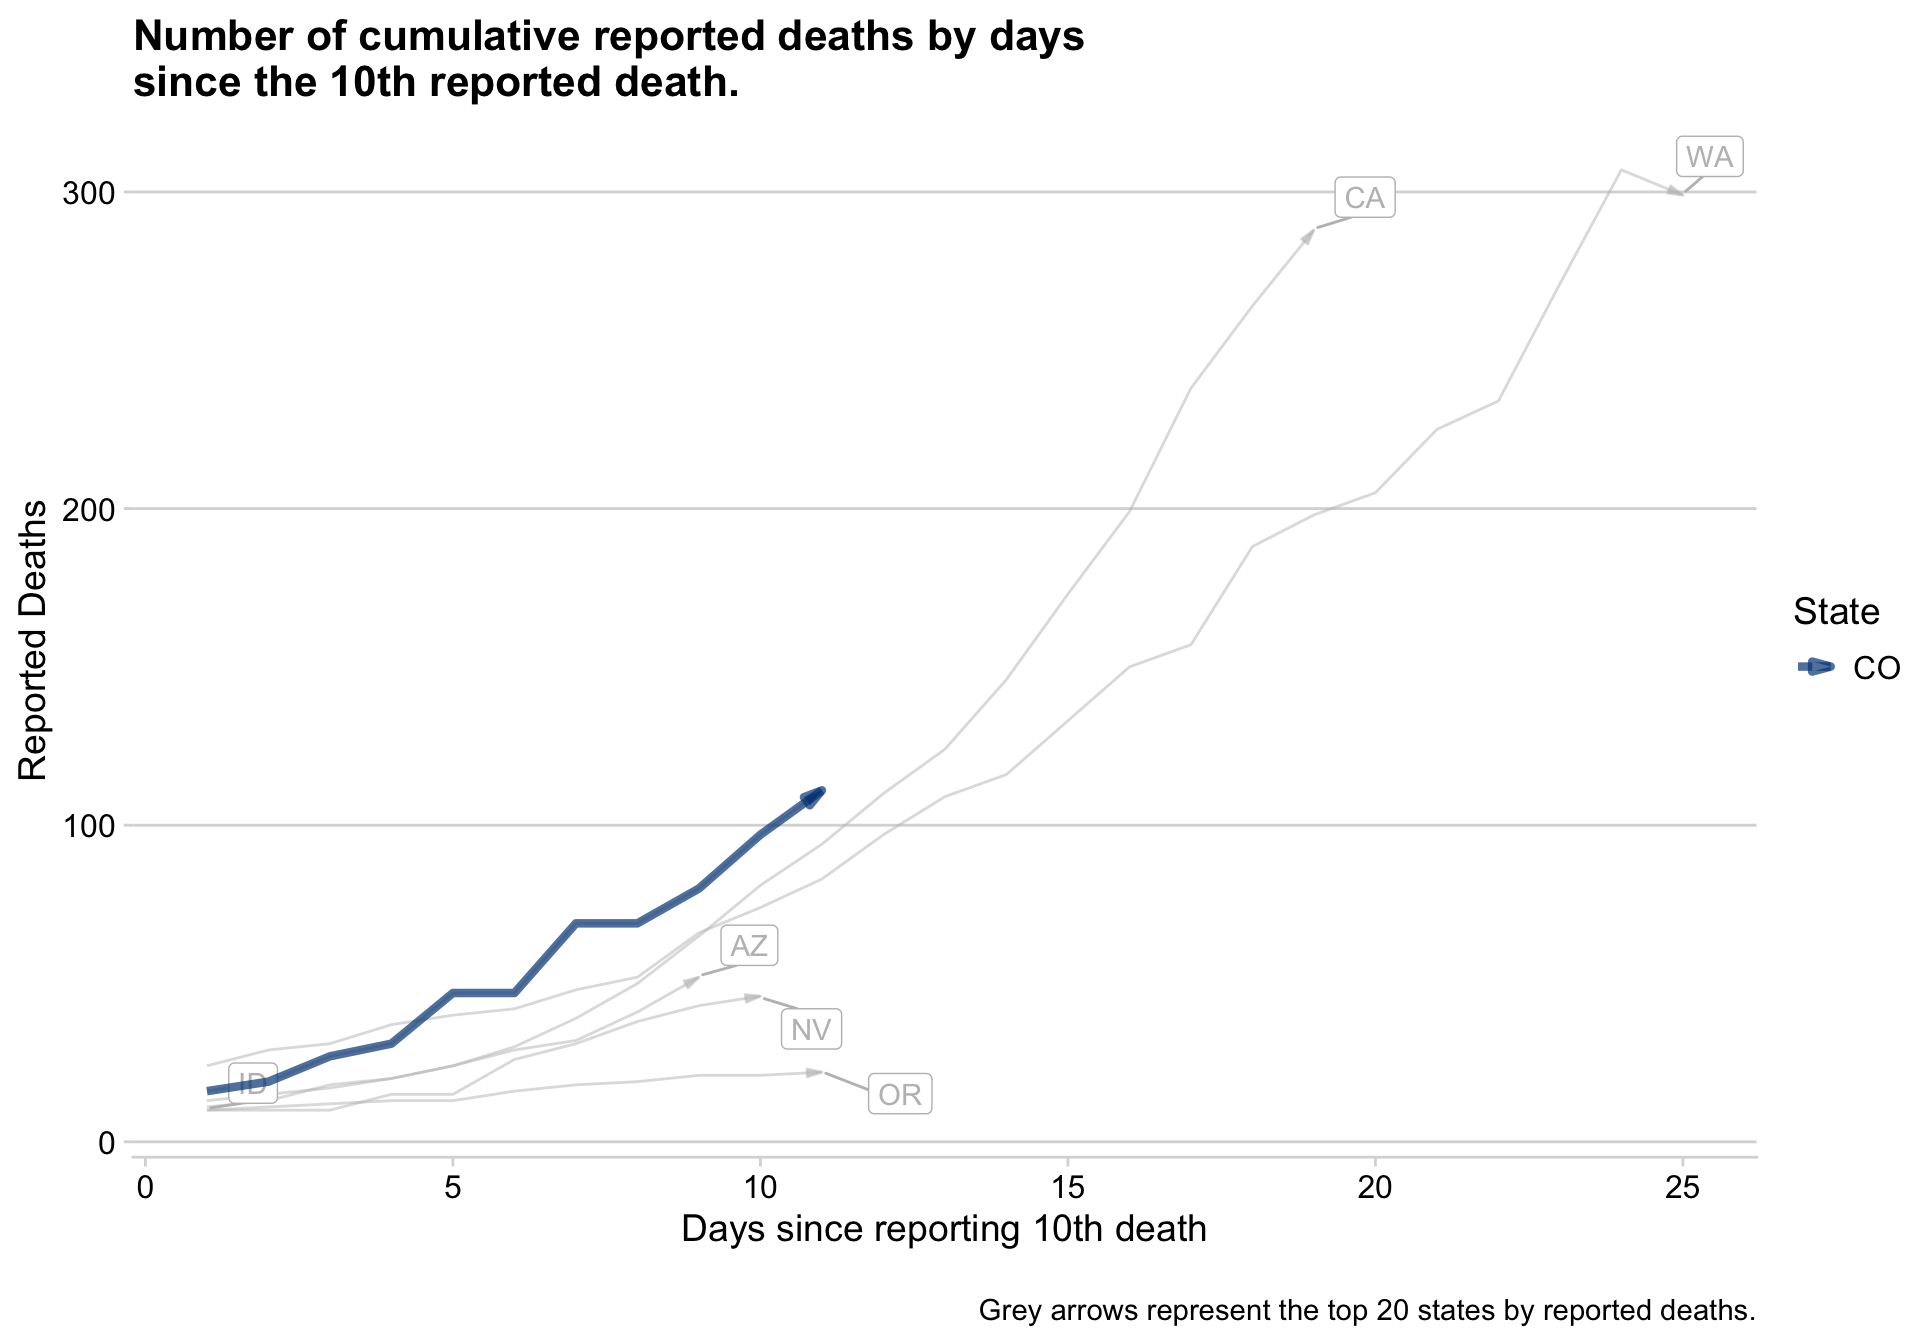 Number of cumulative reported deaths by days
since the 10th reported death.
WA
300
CA
200
Reported Deaths
State
CO
100
AZ
NV
ID
OR
0
0 5 10 15 20 25
Days since reporting 10th death
Grey arrows represent the top 20 states by reported deaths.